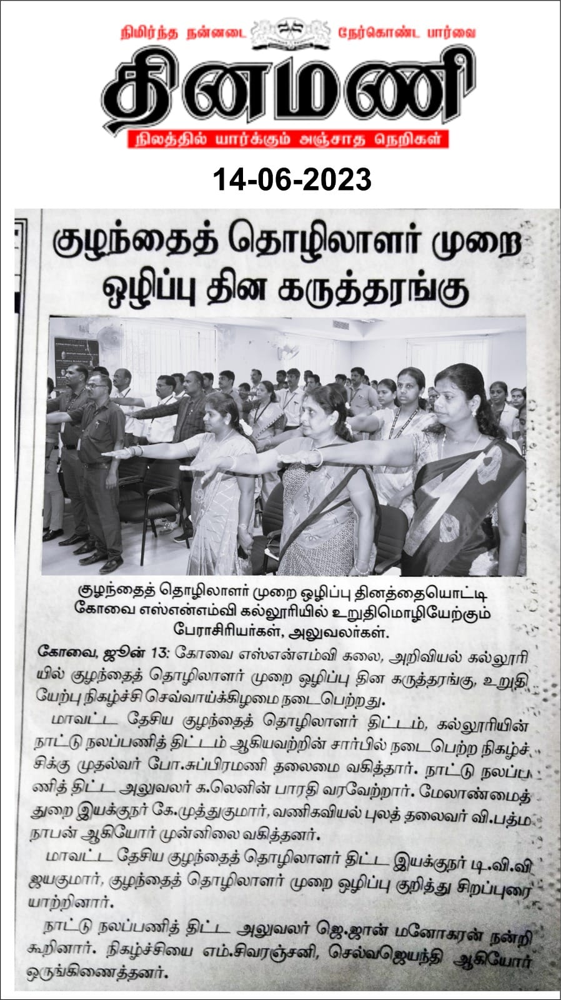 நிமிர்ந்த நன்னடை நேர்கொண்ட பார்வை
தினமணி
நிலத்தில் யார்க்கும் அஞ்சாத நெறிகள்
14-06-2023
குழந்தைத் தொழிலாளர் முறை
ஒழிப்பு தின கருத்தரங்கு
குழந்தைத் தொழிலாளர் முறை ஒழிப்பு தினத்தையொட்டி
கோவை எஸ்என்எம்வி கல்லூரியில் உறுதிமொழியேற்கும்
பேராசிரியர்கள், அலுவலர்கள்.
கோவை, ஜூன் 13: கோவை எஸ்என்எம்வி கலை, அறிவியல் கல்லூரி
யில் குழந்தைத் தொழிலாளர் முறை ஒழிப்பு தின கருத்தரங்கு, உறுதி
யேற்பு நிகழ்ச்சி செவ்வாய்க்கிழமை நடைபெற்றது.
மாவட்ட தேசிய குழந்தைத் தொழிலாளர் திட்டம், கல்லூரியின்
நாட்டு நலப்பணித் திட்டம் ஆகியவற்றின் சார்பில் நடைபெற்ற நிகழ்ச்
சிக்கு முதல்வர் போ.சுப்பிரமணி தலைமை வகித்தார். நாட்டு நலப்ப
ணித் திட்ட அலுவலர் க.லெனின் பாரதி வரவேற்றார். மேலாண்மைத்
துறை இயக்குநர் கே.முத்துகுமார், வணிகவியல் புலத் தலைவர் வி.பத்ம
நாபன் ஆகியோர் முன்னிலை வகித்தனர்.
மாவட்ட தேசிய குழந்தைத் தொழிலாளர் திட்ட இயக்குநர் டி.வி.வி
ஜயகுமார், குழந்தைத் தொழிலாளர் முறை ஒழிப்பு குறித்து சிறப்புரை
யாற்றினார்.
நாட்டு நலப்பணித் திட்ட அலுவலர் ஜெ.ஜான் மனோகரன் நன்றி
கூறினார். நிகழ்ச்சியை எம்.சிவரஞ்சனி, செல்வஜெயந்தி ஆகியோர்
ஒருங்கிணைத்தனர்.